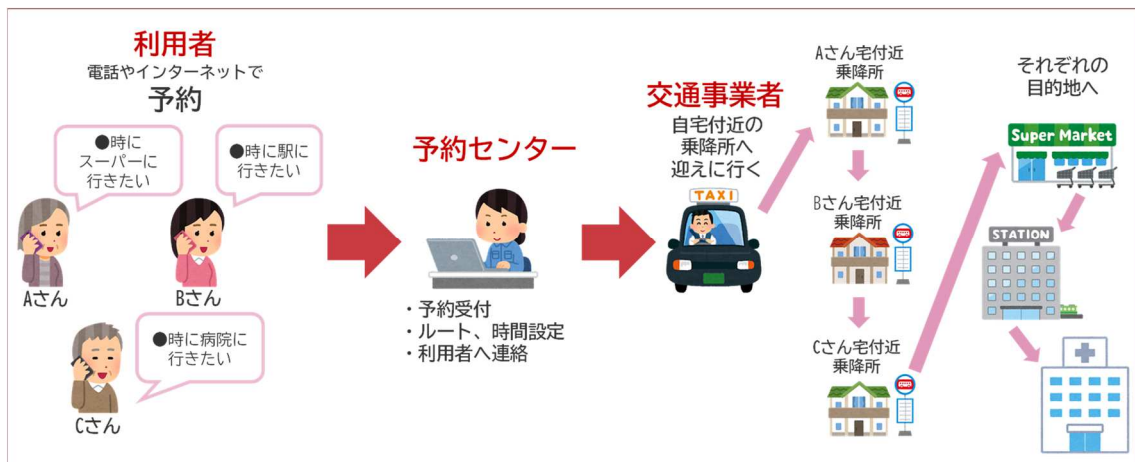 利用者
電話やインターネットで
予約
●時に
スーパーに
行きたい
●時に駅に
行きたい
Aさん
Bさん
●時に病院に
行きたい
Cさん
予約センター
・予約受付
・ルート、時間設定
・利用者へ連絡
交通事業者
自宅付近の
乗降所へ
迎えに行く
TAXI
Aさん宅付近
乗降所
Bさん宅付近
乗降所
Cさん宅付近
乗降所
それぞれの
目的地へ
Super Market
STATION